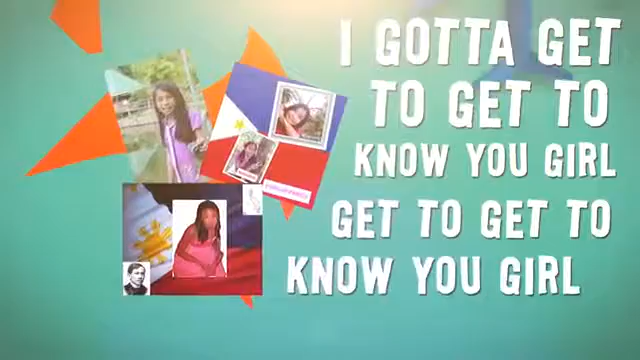 I GOTTA GET
TO GET TO
KNOW YOU GIRL
GET TO GET TO
KNOW YOU GIRL